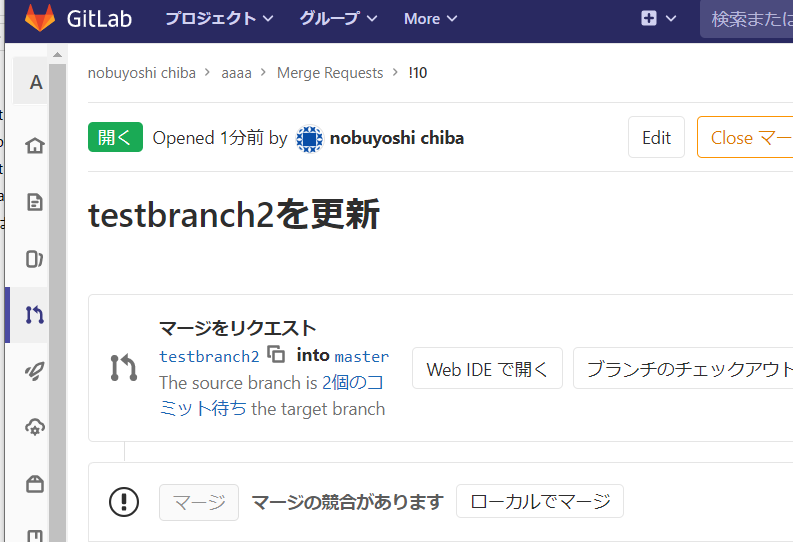 GitLab プロジェクト グループ More 検索または
A nobuyoshi chiba > aaaa > Merge Requests > !10
開く Opened 1分前 by nobuyoshi chiba Edit Close マー
testbranch2を更新
マージをリクエスト
testbranch2 into master Web IDE で開く ブランチのチェックアウト
The source branch is 2個のコ
ミット待ち the target branch
マージ マージの競合があります ローカルでマージ